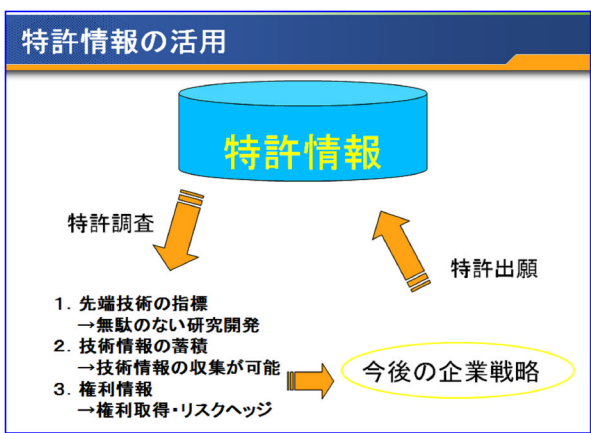 特許情報の活用
特許情報
特許調査
特許出願
1. 先端技術の指標
→無駄のない研究開発
2. 技術情報の蓄積
→技術情報の収集が可能
3. 権利情報
→権利取得・リスクヘッジ
今後の企業戦略